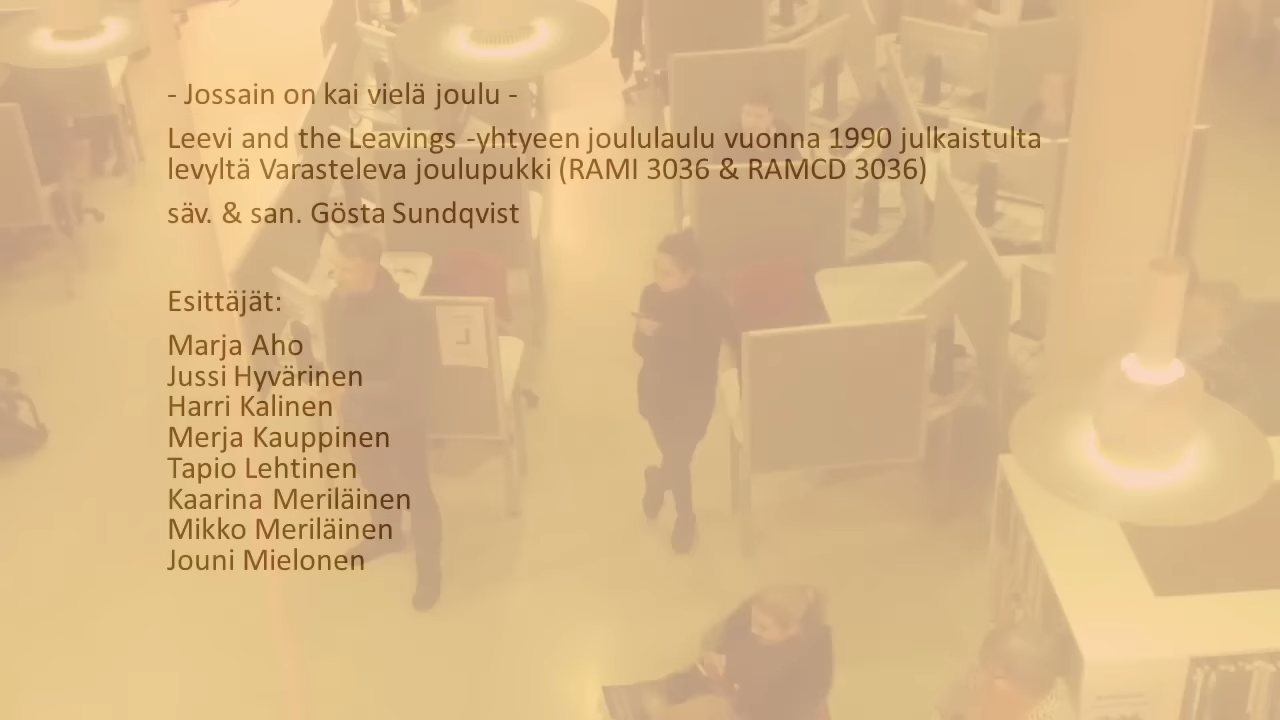 - Jossain on kai vielä joulu -
Leevi and the Leavings -yhtyeen joululaulu vuonna 1990 julkaistulta
levyltä Varasteleva joulupukki (RAMI 3036 & RAMCD 3036)
säv. & san. Gösta Sundqvist
Esittäjät:
Marja Aho
Jussi Hyvärinen
Harri Kalinen
Merja Kauppinen
Tapio Lehtinen
Kaarina Meriläinen
Mikko Meriläinen
Jouni Mielonen